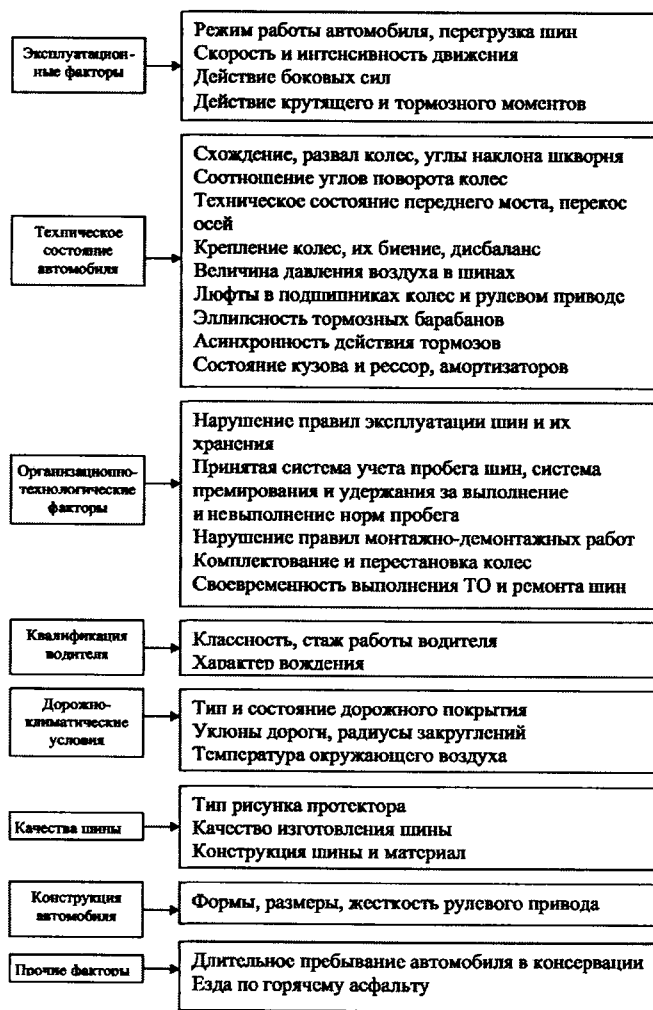 Эксплуатацион-
ные факторы
Режим работы автомобиля, перегрузка шин
Скорость и интенсивность движения
Действие боковых сил
Действие крутящего и тормозного моментов
Техническое
состояние
автомобиля
Схождение, развал колес, углы наклона шкворня
Соотношение углов поворота колес
Техническое состояние переднего моста, перекос
осей
Крепление колес, их биение, дисбаланс
Величина давления воздуха в шинах
Люфты в подшипниках колес и рулевом приводе
Эллипсность тормозных барабанов
Асинхронность действия тормозов
Состояние кузова и рессор, амортизаторов
Организационно-
технологические
факторы
Нарушение правил эксплуатации шин и их
хранения
Принятая система учета пробега шин, система
премирования и удержания за выполнение
и невыполнение норм пробега
Нарушение правил монтажно-демонтажных работ
Комплектование и перестановка колес
Своевременность выполнения ТО и ремонта шин
Квалификация
водителя
Классность, стаж работы водителя
Характер вождения
Дорожно-
климатические
условия
Тип и состояние дорожного покрытия
Уклоны дороги, радиусы закруглений
Температура окружающего воздуха
Качества шины
Тип рисунка протектора
Качество изготовления шины
Конструкция шины и материал
Конструкция
автомобиля
Формы, размеры, жесткость рулевого привода
Прочие факторы
Длительное пребывание автомобиля в консервации
Езда по горячему асфальту